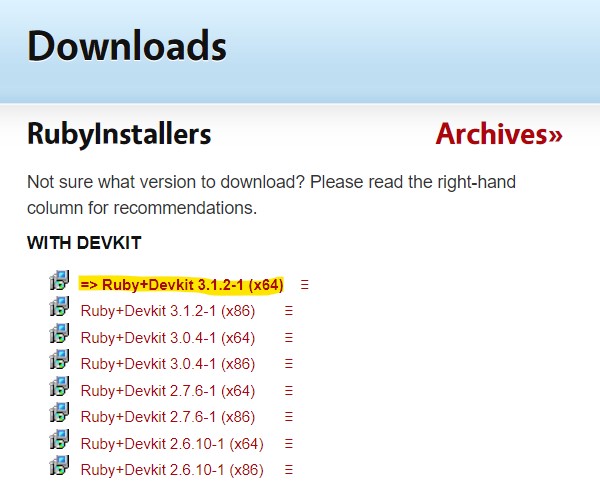 Downloads
RubyInstallers
Archives»
Not sure what version to download? Please read the right-hand
column for recommendations.
WITH DEVKIT
=> Ruby+Devkit 3.1.2-1 (x64)
Ruby+Devkit 3.1.2-1 (x86)
Ruby+Devkit 3.0.4-1 (x64)
Ruby+Devkit 3.0.4-1 (x86)
Ruby+Devkit 2.7.6-1 (x64)
Ruby+Devkit 2.7.6-1 (x86)
Ruby+Devkit 2.6.10-1 (x64)
Ruby+Devkit 2.6.10-1 (x86)